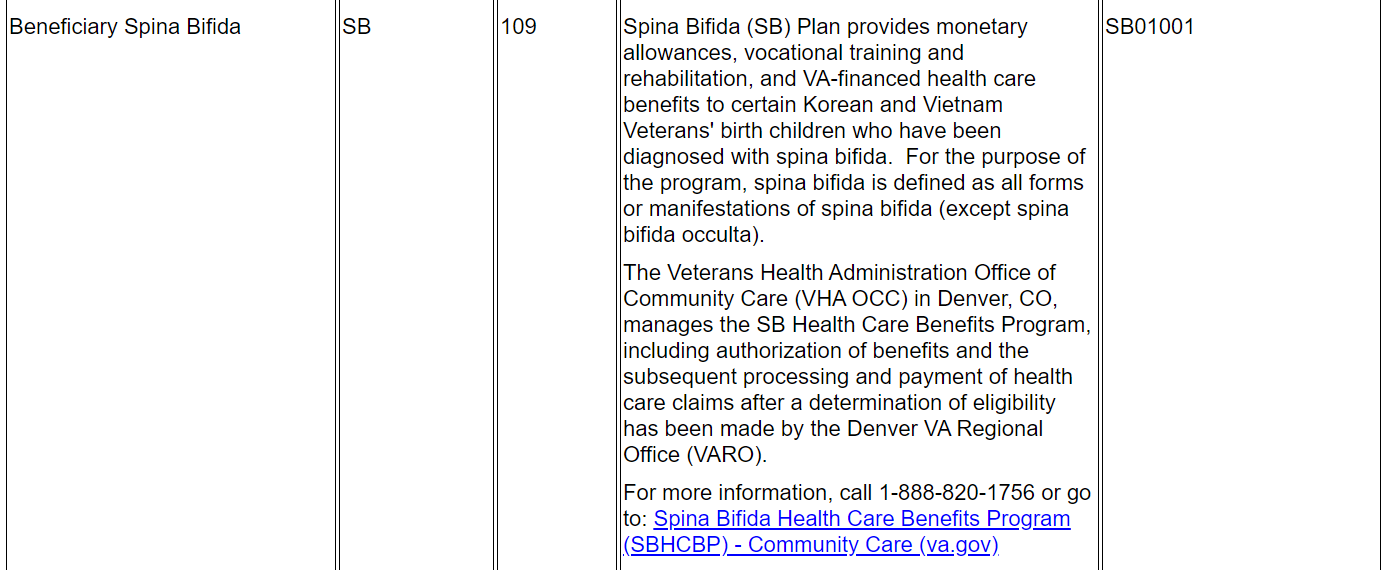 Beneficiary Spina Bifida
SB
109
Spina Bifida (SB) Plan provides monetary
allowances, vocational training and
rehabilitation, and VA-financed health care
benefits to certain Korean and Vietnam
Veterans' birth children who have been
diagnosed with spina bifida.  For the purpose of
the program, spina bifida is defined as all forms
or manifestations of spina bifida (except spina
bifida occulta).
The Veterans Health Administration Office of
Community Care (VHA OCC) in Denver, CO,
manages the SB Health Care Benefits Program,
including authorization of benefits and the
subsequent processing and payment of health
care claims after a determination of eligibility
has been made by the Denver VA Regional
Office (VARO).
For more information, call 1-888-820-1756 or go
to: Spina Bifida Health Care Benefits Program
(SBHCBP) - Community Care (va.gov)
SB01001